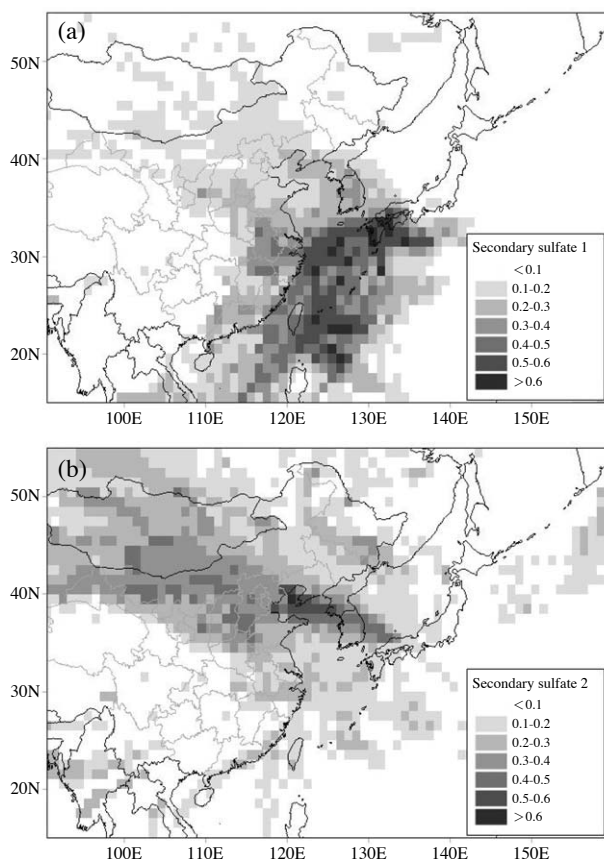 (a)
50N
40N
30N
20N
Secondary sulfate 1
<0.1
0.1-0.2
0.2-0.3
0.3-0.4
0.4-0.5
0.5-0.6
>0.6
100E 110E 120E 130E 140E 150E
(b)
50N
40N
30N
20N
Secondary sulfate 2
<0.1
0.1-0.2
0.2-0.3
0.3-0.4
0.4-0.5
0.5-0.6
>0.6
100E 110E 120E 130E 140E 150E